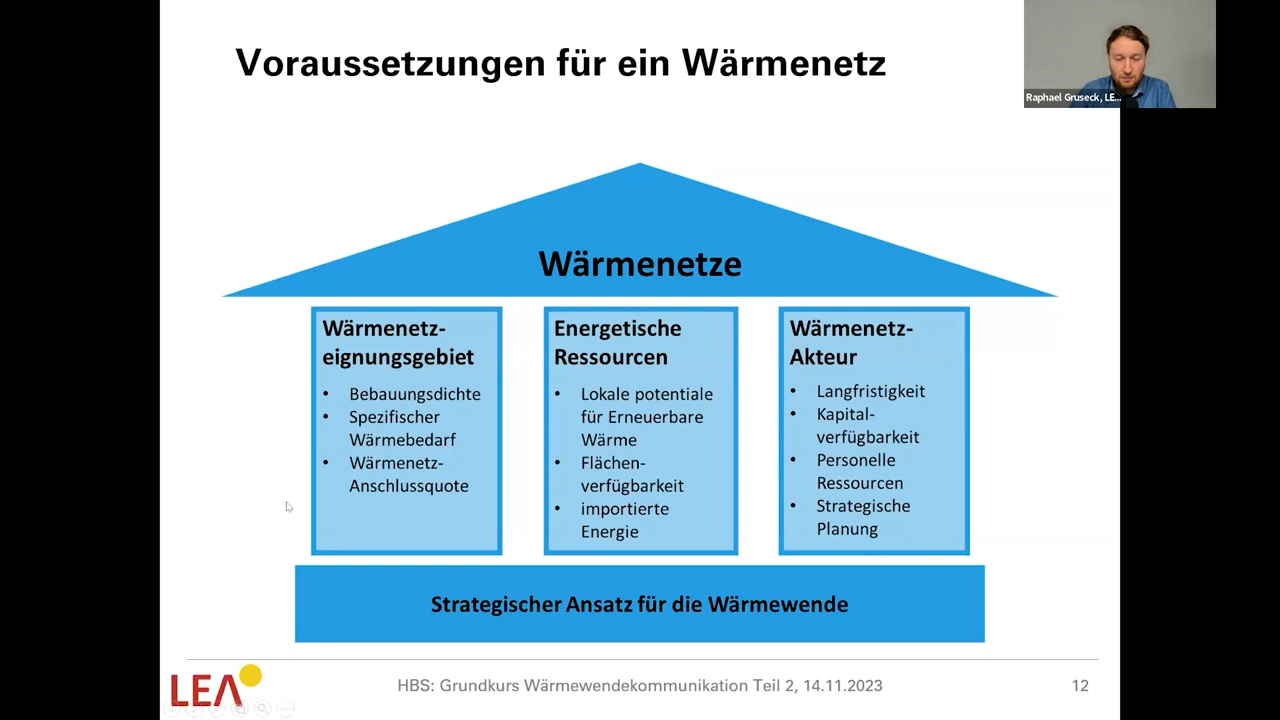 Voraussetzungen für ein Wärmenetz
Raphael Gruseck, LE...
Wärmenetze
Wärmenetz-
eignungsgebiet
• Bebauungsdichte
• Spezifischer
Wärmebedarf
• Wärmenetz-
Anschlussquote
Energetische
Ressourcen
• Lokale potentiale
für Erneuerbare
Wärme
• Flächen-
verfügbarkeit
• importierte
Energie
Wärmenetz-
Akteur
• Langfristigkeit
• Kapital-
verfügbarkeit
• Personelle
Ressourcen
• Strategische
Planung
Strategischer Ansatz für die Wärmewende
LEA
HBS: Grundkurs Wärmewendekommunikation Teil 2, 14.11.2023
12